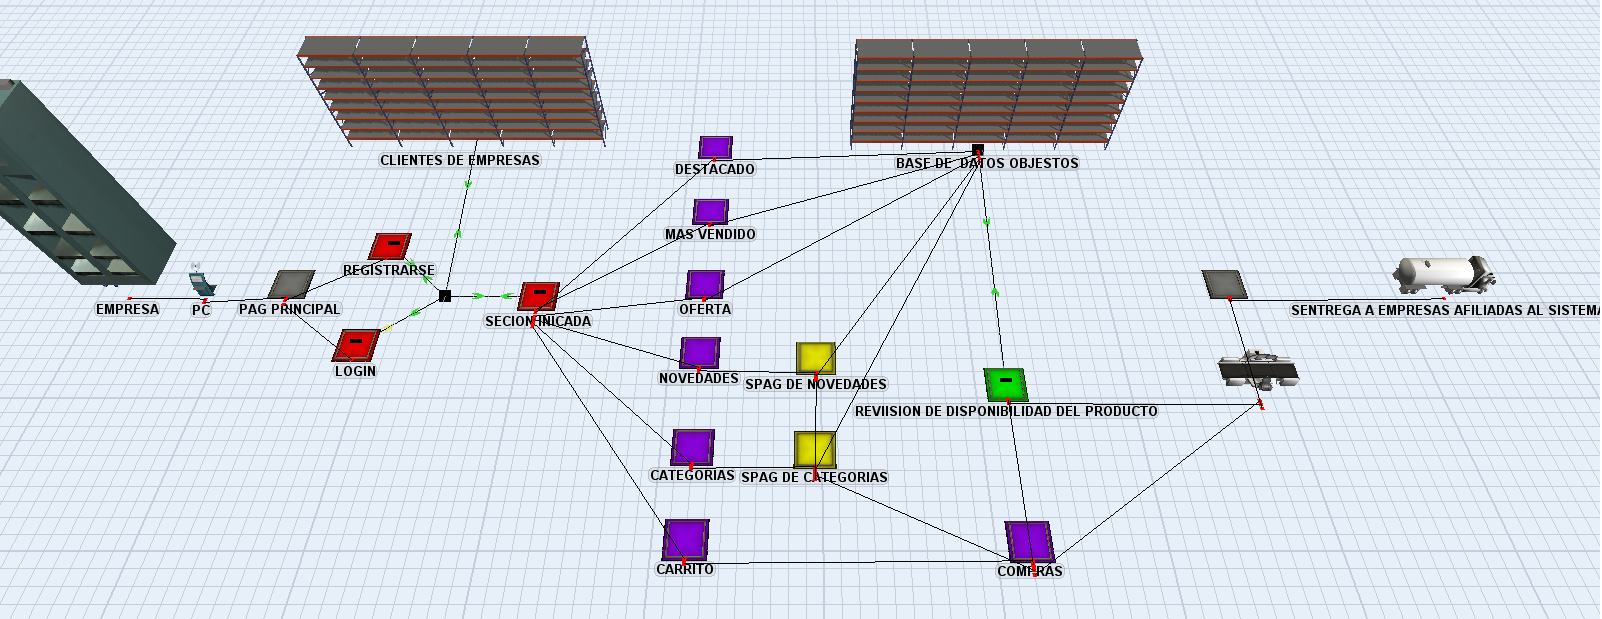 CLIENTES DE EMPRESAS
BASE DE DATOS OBJESTOS
DESTACADO
MAS VENDIDO
REGISTRARSE
EMPRESA
PC
PAG PRINCIPAL
SECION INICADA
OFERTA
SENTREGA A EMPRESAS AFILIADAS AL SISTEMA
LOGIN
NOVEDADES
SPAG DE NOVEDADES
REVIISION DE DISPONIBILIDAD DEL PRODUCTO
CATEGORIAS
SPAG DE CATEGORIAS
CARRITO
COMPRAS